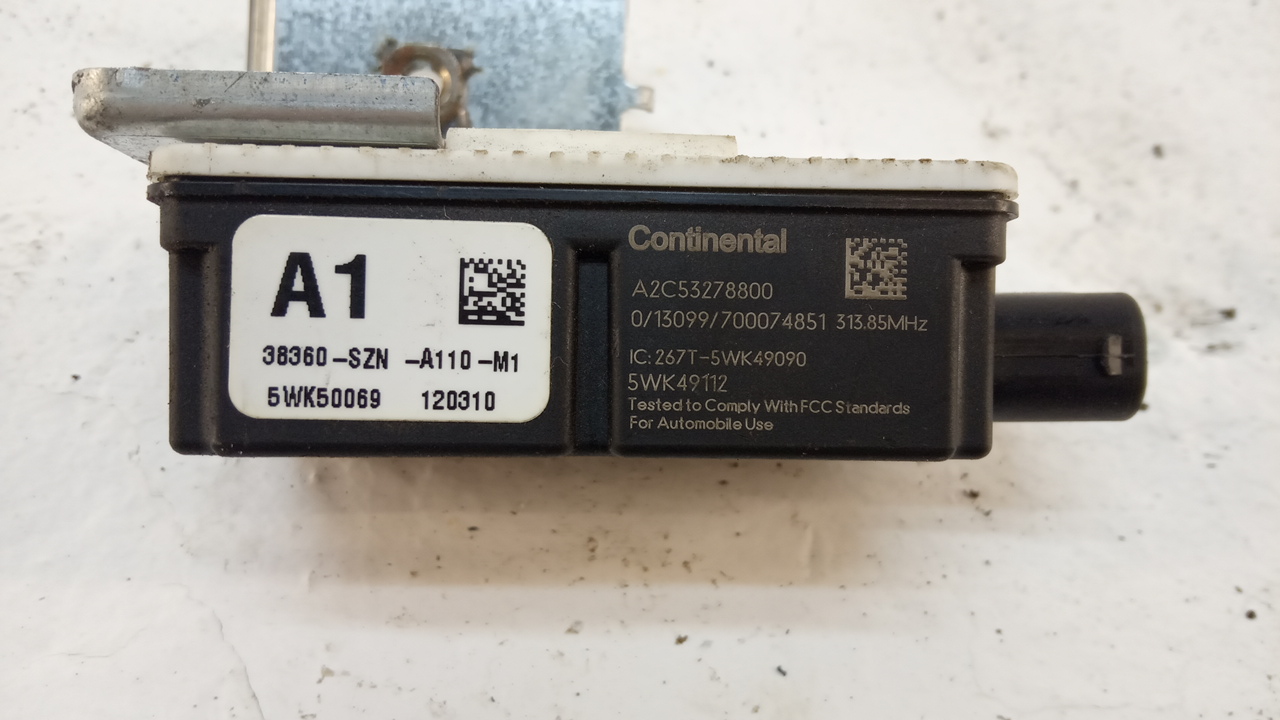 A1
38360-SZN -A110-M1
5WK50069 120310
Continental
A2C53278800
0/13099/700074851 313.85MHz
IC: 267T-5WK49090
5WK49112
Tested to Comply With FCC Standards
For Automobile Use